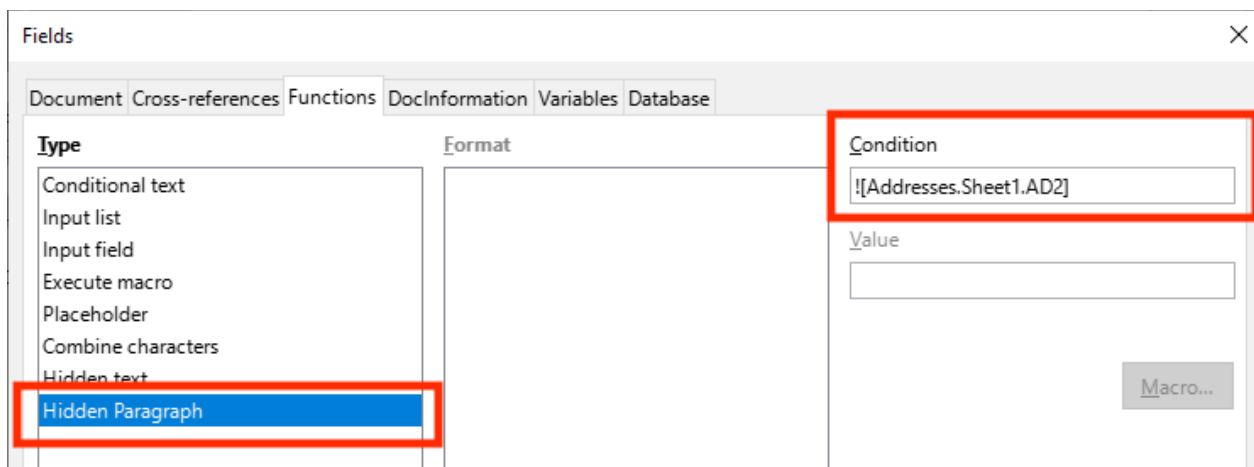 Fields
Document Cross-references Functions DocInformation Variables Database
Type
Format
Condition
Conditional text
Input list
Input field
Execute macro
Placeholder
Combine characters
Hidden text
Hidden Paragraph
![Addresses.Sheet1.AD2]
Value
Macro...